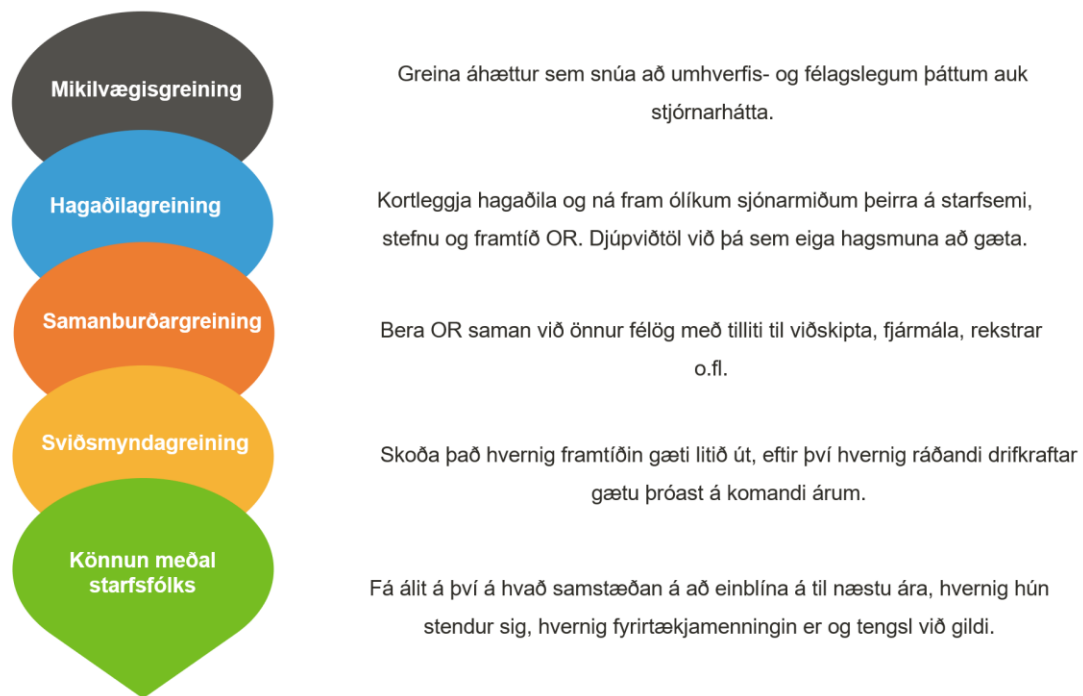 Mikilvægisgreining
Greina áhættur sem snúa að umhverfis- og félagslegum þáttum auk
stjórnarhátta.
Hagaðilagreining
Kortleggja hagaðila og ná fram ólíkum sjónarmiðum þeirra á starfsemi,
stefnu og framtíð OR. Djúpviðtöl við þá sem eiga hagsmuna að gæta.
Samanburðargreining
Bera OR saman við önnur félög með tilliti til viðskipta, fjármála, rekstrar
o.fl.
Sviðsmyndagreining
Skoða það hvernig framtíðin gæti litið út, eftir því hvernig ráðandi drifkraftar
gætu þróast á komandi árum.
Könnun meðal
starfsfólks
Fá álit á því á hvað samstæðan á að einblína á til næstu ára, hvernig hún
stendur sig, hvernig fyrirtækjamenningin er og tengsl við gildi.